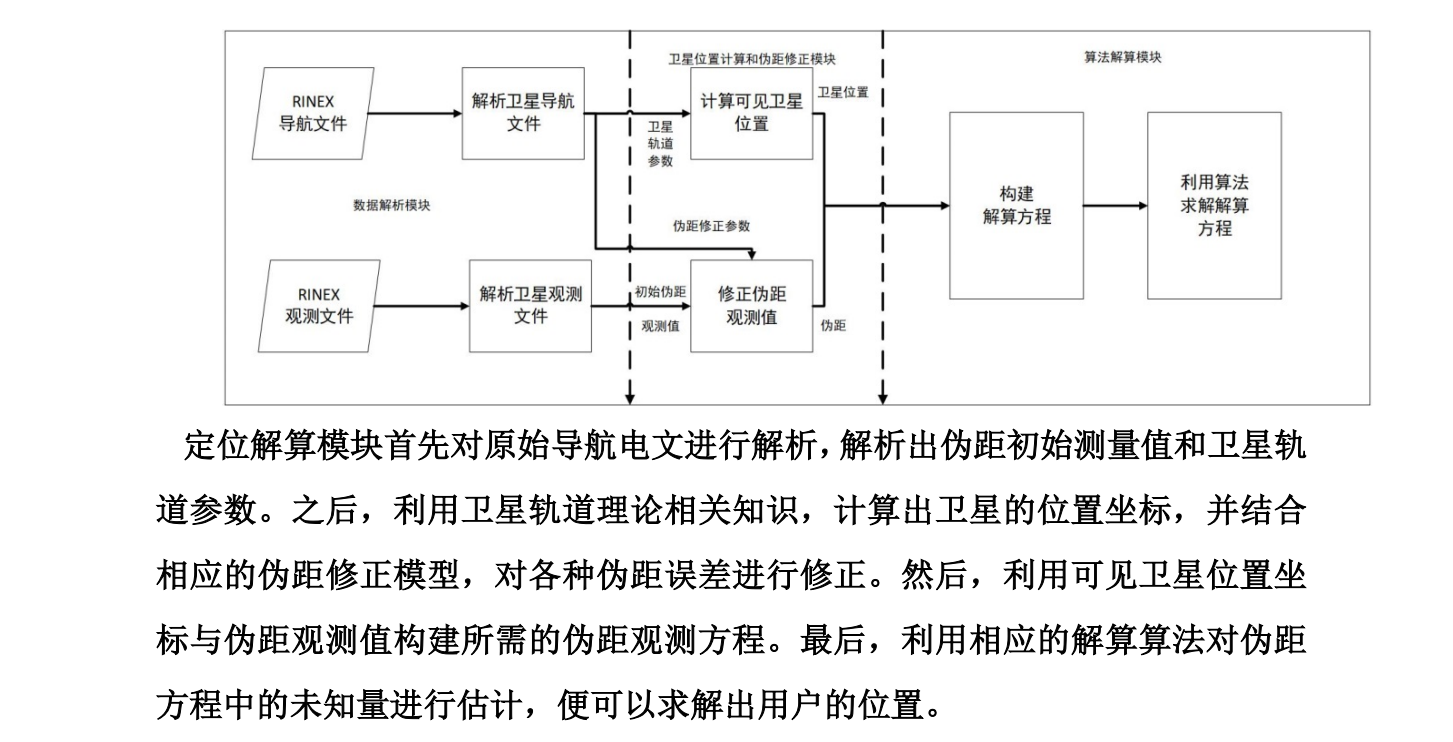 卫星位置计算和伪距修正模块
算法解算模块
RINEX
导航文件
解析卫星导航
文件
卫星
轨道
参数
计算可见卫星
位置
卫星位置
数据解析模块
伪距修正参数
构建
解算方程
利用算法
求解解算
方程
RINEX
观测文件
解析卫星观测
文件
初始伪距
观测值
修正伪距
观测值
伪距
定位解算模块首先对原始导航电文进行解析，解析出伪距初始测量值和卫星轨
道参数。之后，利用卫星轨道理论相关知识，计算出卫星的位置坐标，并结合
相应的伪距修正模型，对各种伪距误差进行修正。然后，利用可见卫星位置坐
标与伪距观测值构建所需的伪距观测方程。最后，利用相应的解算算法对伪距
方程中的未知量进行估计，便可以求解出用户的位置。